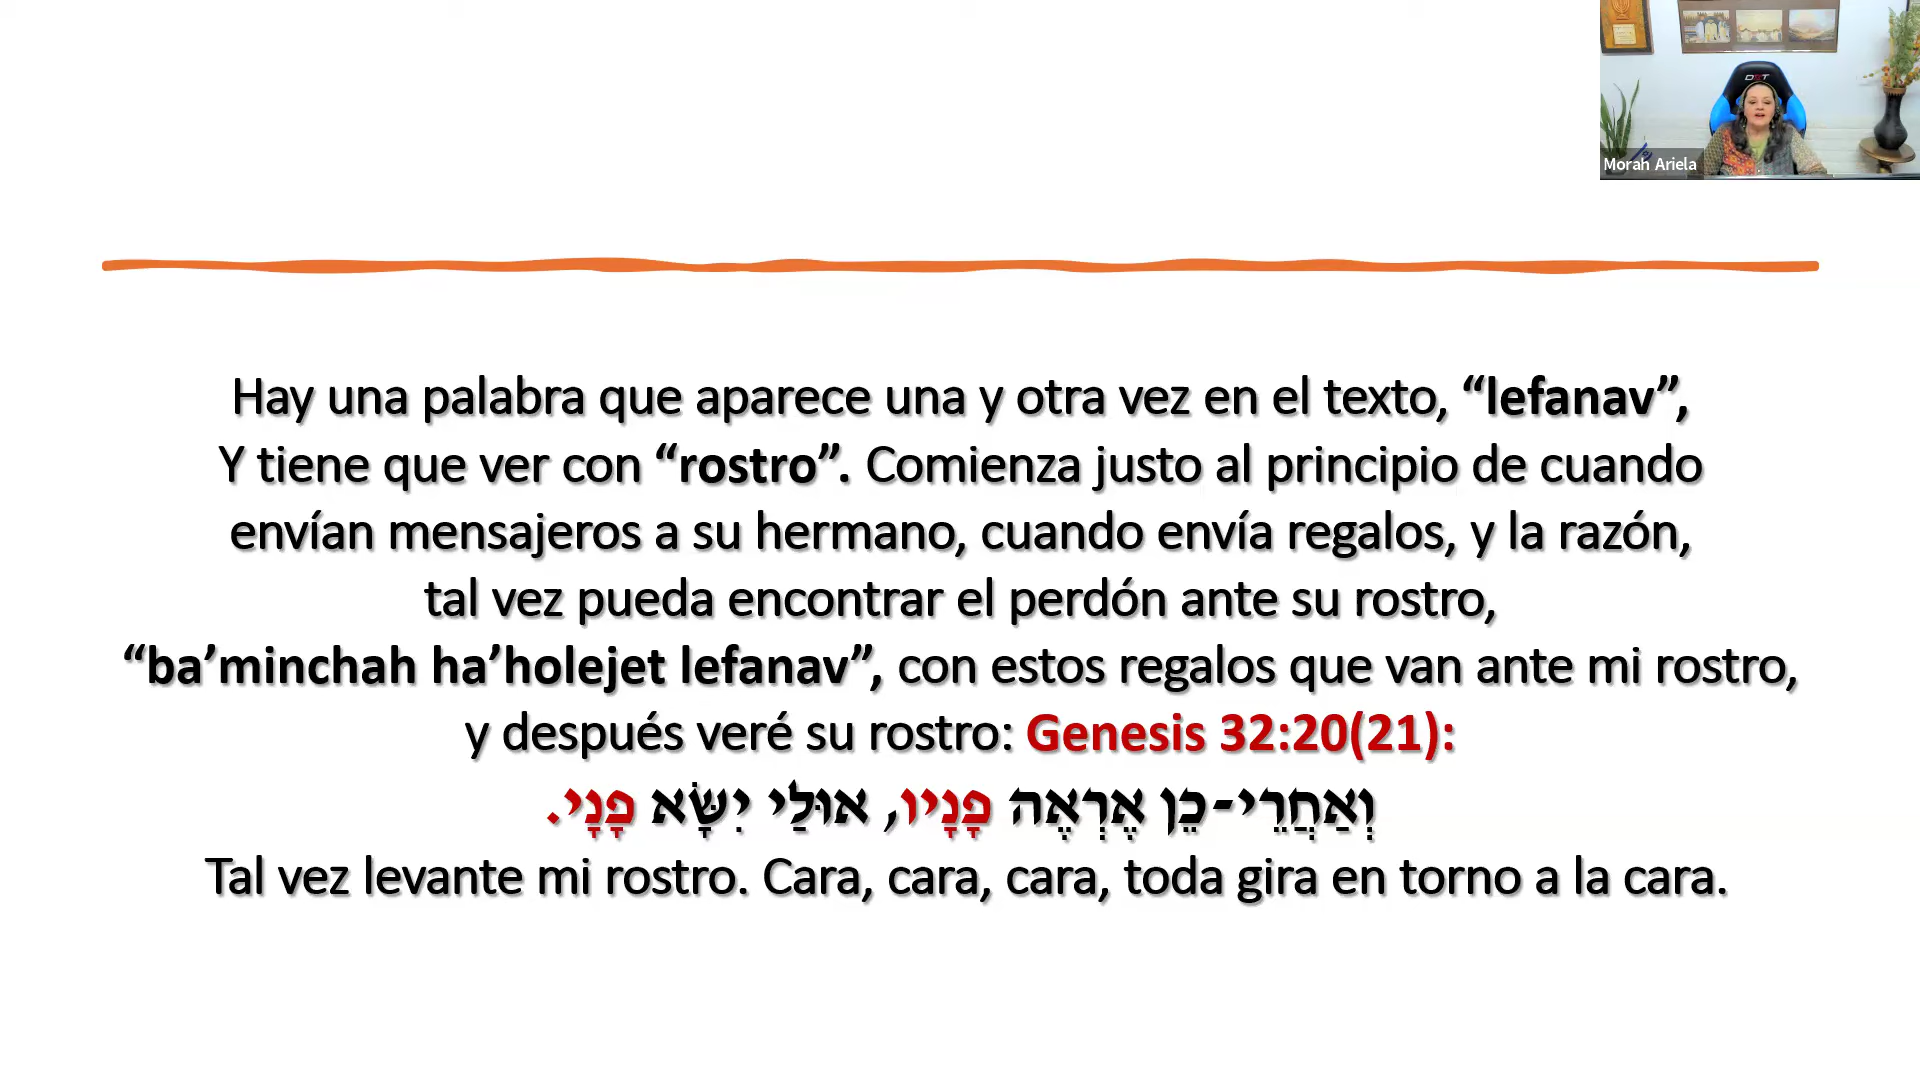 DXT
Morah Ariela
Hay una palabra que aparece una y otra vez en el texto, “lefanav”,
Y tiene que ver con “rostro”. Comienza justo al principio de cuando
envían mensajeros a su hermano, cuando envía regalos, y la razón,
tal vez pueda encontrar el perdón ante su rostro,
“ba’minchah ha’holejet lefanav”, con estos regalos que van ante mi rostro,
y después veré su rostro: Genesis 32:20(21):
וְאַחֲרֵי-כֵן אֶרְאֶה פָנָיו, אוּלַי יִשָּׂא פָנָי.
Tal vez levante mi rostro. Cara, cara, cara, toda gira en torno a la cara.